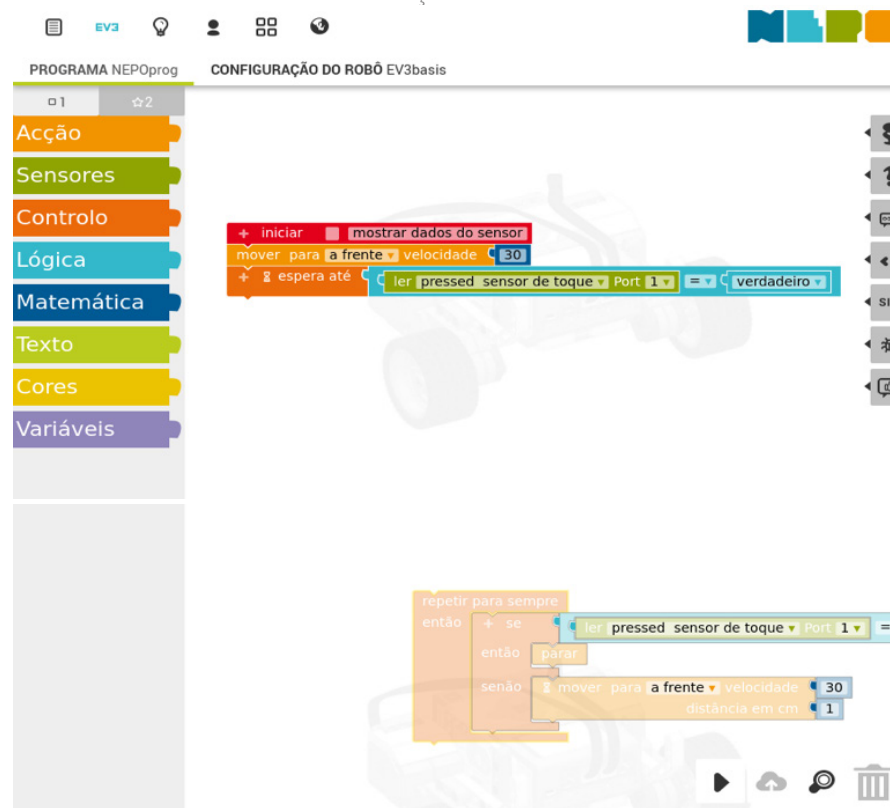 EV3
PROGRAMA NEPOprog CONFIGURAÇÃO DO ROBÔ EV3basis
1 2
Acção
Sensores
Controlo
Lógica
Matemática
Texto
Cores
Variáveis
+ iniciar mostrar dados do sensor
mover para a frente velocidade 30
+ espera até ler pressed sensor de toque Port 1 = verdadeiro
repetir para sempre
então + se ler pressed sensor de toque Port 1 =
então parar
senão mover para a frente velocidade 30
distância em cm 1